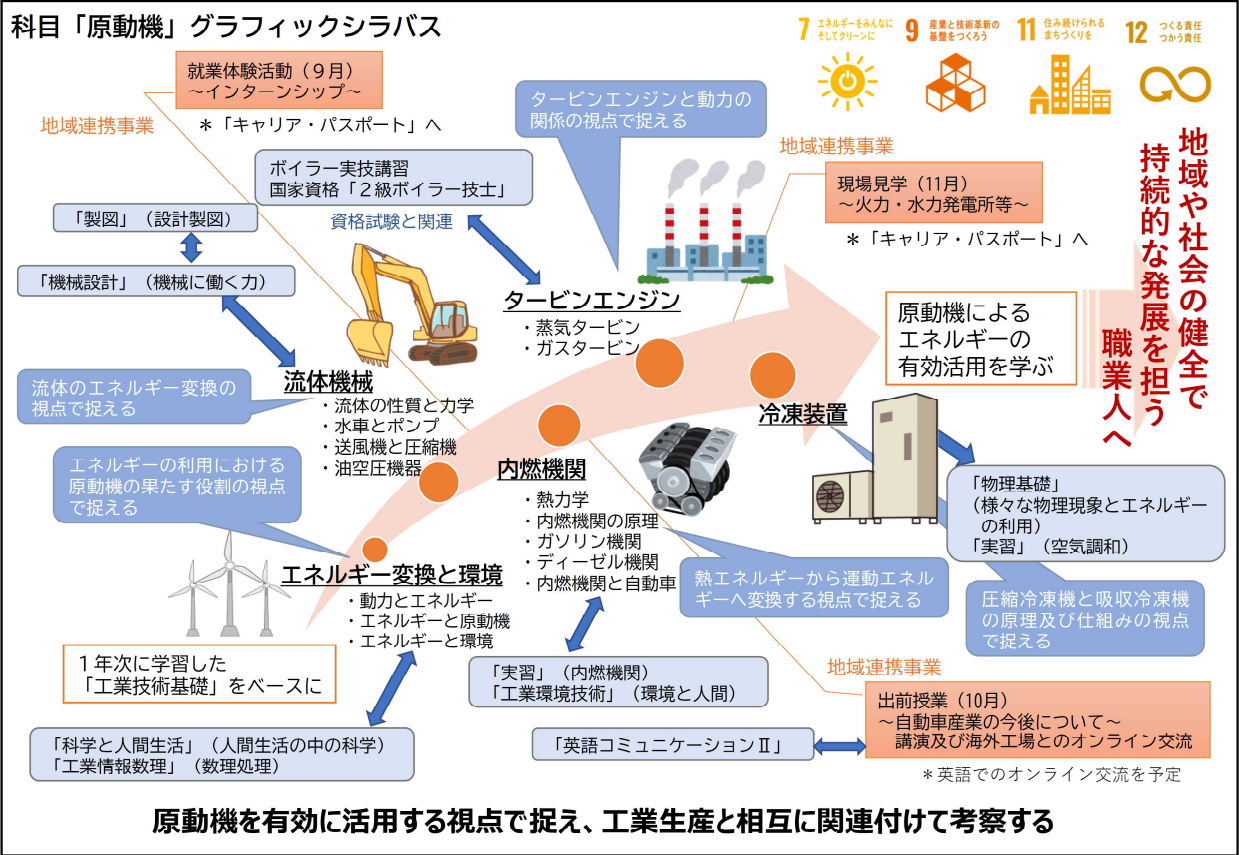 科目「原動機」グラフィックシラバス
7 エネルギーをみんなに
そしてクリーンに
9 産業と技術革新の
基盤をつくろう
11 住み続けられる
まちづくりを
12 つくる責任
つかう責任
就業体験活動（９月）
～インターンシップ～
地域連携事業
＊「キャリア・パスポート」へ
タービンエンジンと動力の
関係の視点で捉える
地域連携事業
現場見学（11月）
～火力・水力発電所等～
＊「キャリア・パスポート」へ
ボイラー実技講習
国家資格「２級ボイラー技士」
資格試験と関連
「製図」（設計製図）
「機械設計」（機械に働く力）
タービンエンジン
・蒸気タービン
・ガスタービン
原動機による
エネルギーの
有効活用を学ぶ
地域や社会の健全で
持続的な発展を担う
職業人へ
流体のエネルギー変換の
視点で捉える
流体機械
・流体の性質と力学
・水車とポンプ
・送風機と圧縮機
・油空圧機器
冷凍装置
エネルギーの利用における
原動機の果たす役割の視点
で捉える
内燃機関
・熱力学
・内燃機関の原理
・ガソリン機関
・ディーゼル機関
・内燃機関と自動車
「物理基礎」
（様々な物理現象とエネルギー
の利用）
「実習」（空気調和）
エネルギー変換と環境
・動力とエネルギー
・エネルギーと原動機
・エネルギーと環境
熱エネルギーから運動エネル
ギーへ変換する視点で捉える
圧縮冷凍機と吸収冷凍機
の原理及び仕組みの視点
で捉える
１年次に学習した
「工業技術基礎」をベースに
「実習」（内燃機関）
「工業環境技術」（環境と人間）
地域連携事業
出前授業（10月）
～自動車産業の今後について～
講演及び海外工場とのオンライン交流
「科学と人間生活」（人間生活の中の科学）
「工業情報数理」（数理処理）
「英語コミュニケーションⅡ」
＊英語でのオンライン交流を予定
原動機を有効に活用する視点で捉え、工業生産と相互に関連付けて考察する